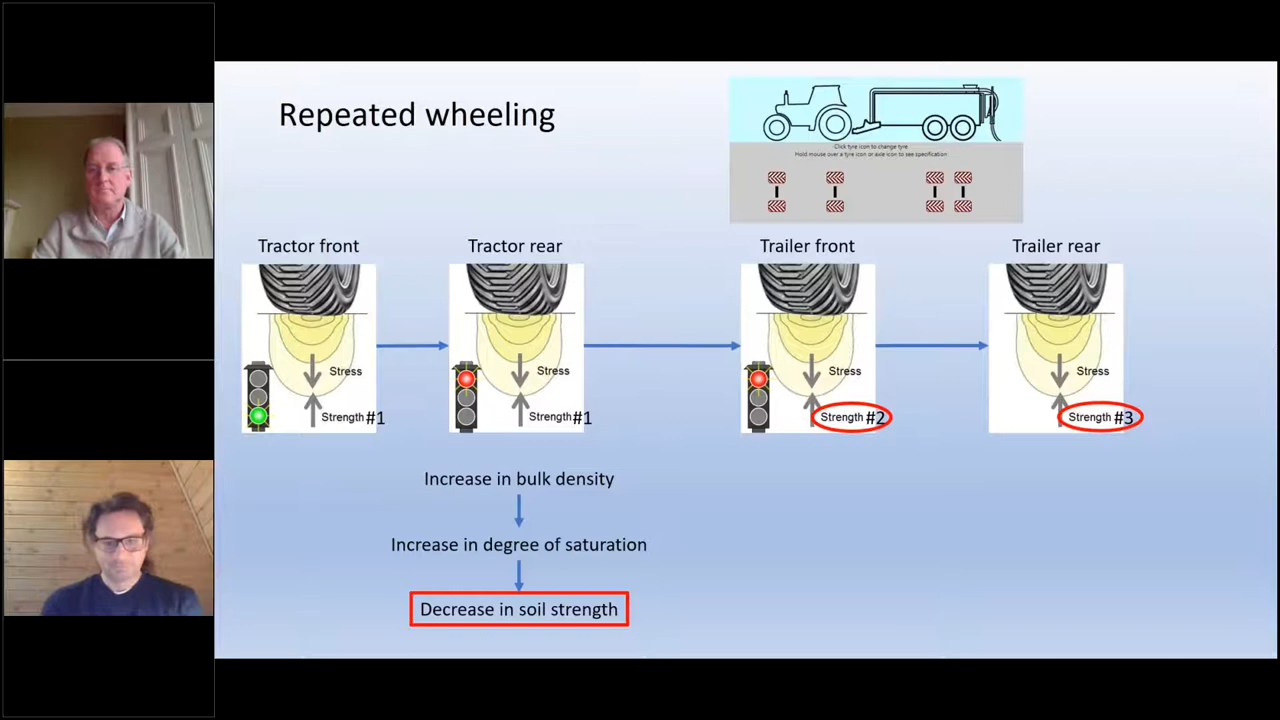 Repeated wheeling
Click tyre icon to change tyre
Hold mouse over a tyre icon or axle icon to see specification
Tractor front
Tractor rear
Trailer front
Trailer rear
Stress
Stress
Stress
Stress
Strength #1
Strength #1
Strength #2
Strength #3
Increase in bulk density
Increase in degree of saturation
Decrease in soil strength